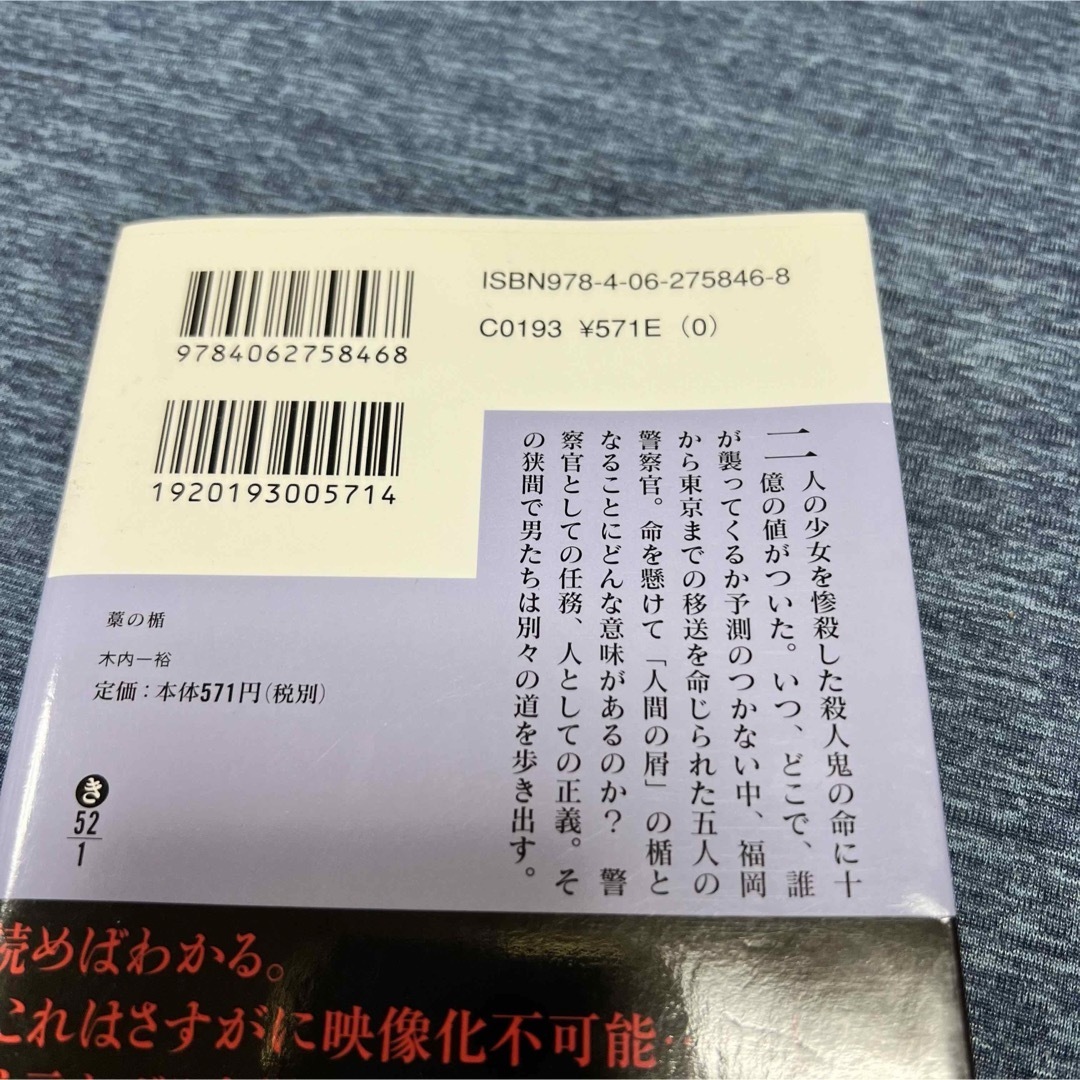 ISBN978-4-06-275846-8
9784062758468
C0193 ¥571E (0)
1920193005714
二人の少女を惨殺した殺人鬼の命に十
億の値がついた。いつ、どこで、誰
が襲ってくるか予測のつかない中、福岡
から東京までの移送を命じられた五人の
警察官。命を懸けて「人間の屑」の楯と
なることにどんな意味があるのか? 警
察官としての任務、人としての正義。そ
の狭間で男たちは別々の道を歩き出す。
藁の楯
木内一裕
定価:本体571円(税別)
き
52
1
読めばわかる。
これはさすがに映像化不可能…